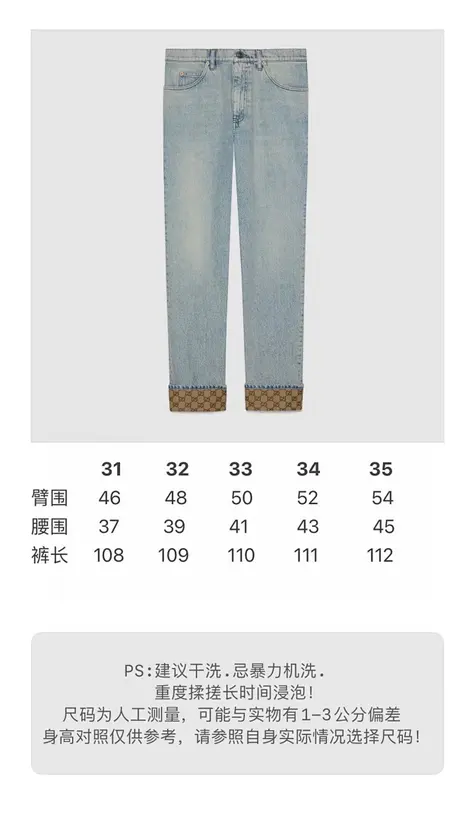 31 32 33 34 35
臂围 46 48 50 52 54
腰围 37 39 41 43 45
裤长 108 109 110 111 112
PS:建议干洗.忌暴力机洗.
重度揉搓长时间浸泡!
尺码为人工测量，可能与实物有1-3公分偏差
身高对照仅供参考，请参照自身实际情况选择尺码!